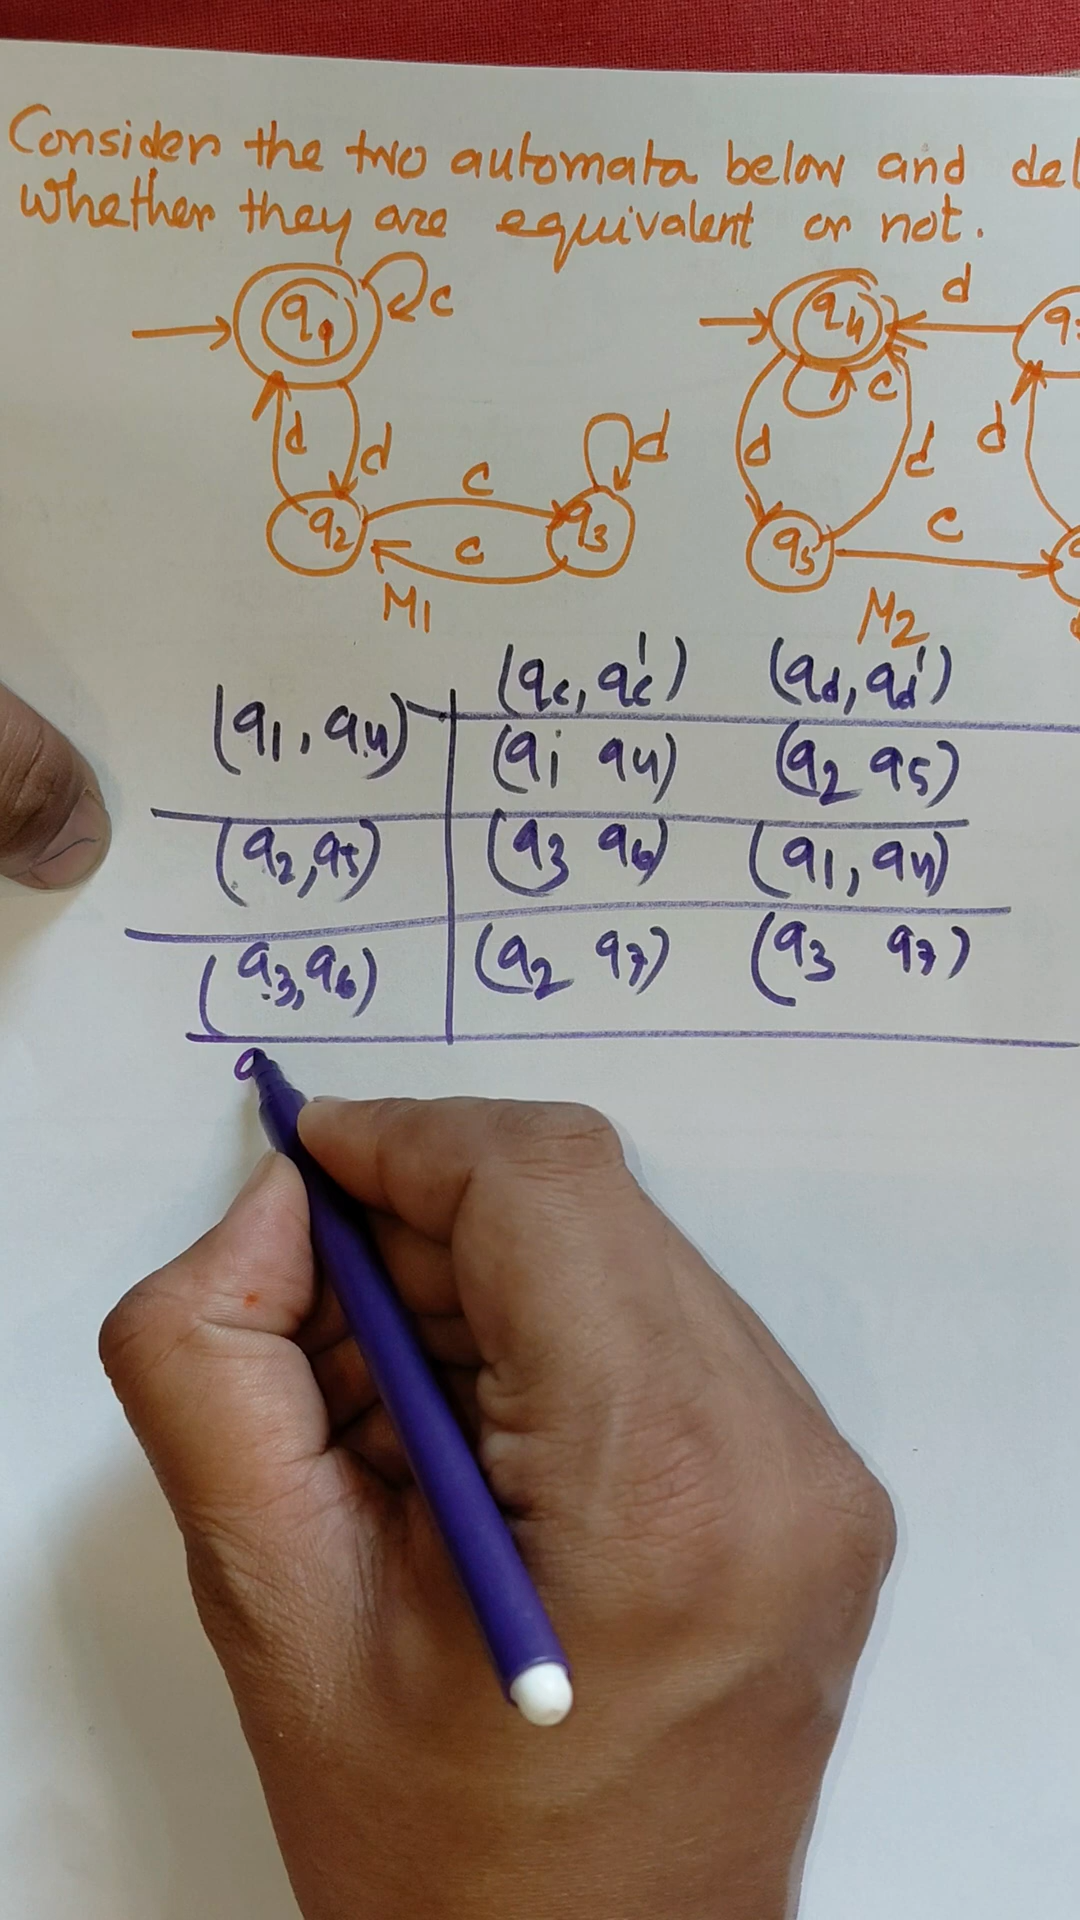 Consider the two automata below and
whether they are equivalent or not.
q1 c q4 d
d d d c d d
q2 c c q3 d q5 c
M1 M2
(qc, qc') (qd, qd')
(q1, q4) (q1 q4) (q2 q5)
(q2, q5) (q3 q6) (q1, q4)
(q3, q6) (q2 q7) (q3 q7)